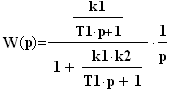 W(p)= k1/(T1·p+1) / (1 + k1·k2/(T1·p + 1)) · 1/p